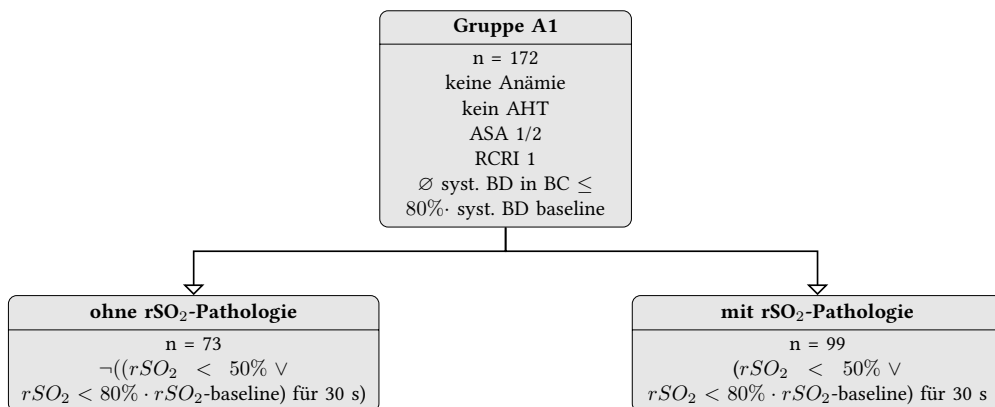 Gruppe A1
n = 172
keine Anämie
kein AHT
ASA 1/2
RCRI 1
∅ syst. BD in BC ≤
80%· syst. BD baseline
ohne rSO₂-Pathologie
n = 73
¬((rSO₂ < 50% ∨
rSO₂ < 80% · rSO₂-baseline) für 30 s)
mit rSO₂-Pathologie
n = 99
(rSO₂ < 50% ∨
rSO₂ < 80% · rSO₂-baseline) für 30 s